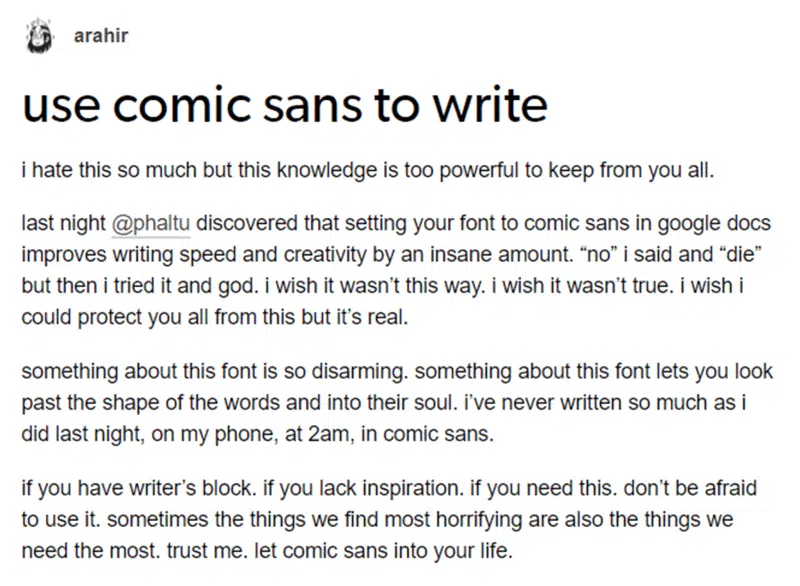 arahir
use comic sans to write
i hate this so much but this knowledge is too powerful to keep from you all.
last night @phaltu discovered that setting your font to comic sans in google docs
improves writing speed and creativity by an insane amount. “no” i said and “die”
but then i tried it and god. i wish it wasn’t this way. i wish it wasn’t true. i wish i
could protect you all from this but it’s real.
something about this font is so disarming. something about this font lets you look
past the shape of the words and into their soul. i’ve never written so much as i
did last night, on my phone, at 2am, in comic sans.
if you have writer’s block. if you lack inspiration. if you need this. don’t be afraid
to use it. sometimes the things we find most horrifying are also the things we
need the most. trust me. let comic sans into your life.